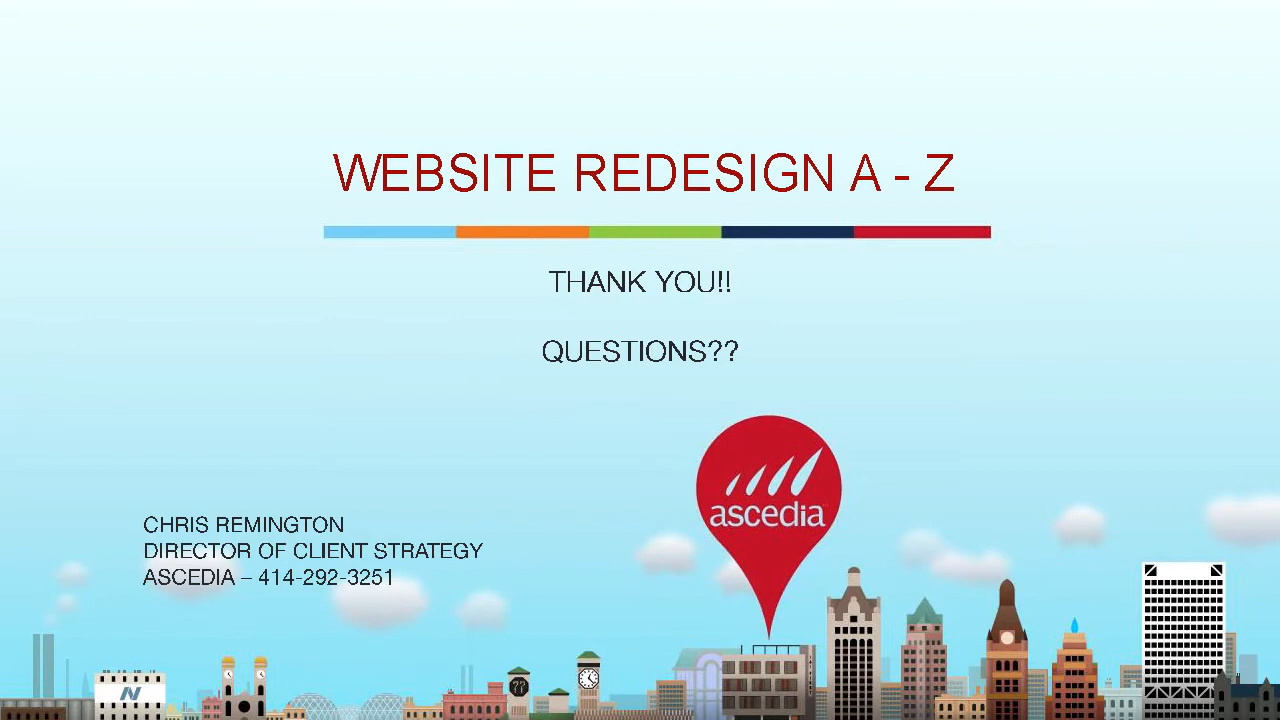 WEBSITE REDESIGN A - Z
THANK YOU!!
QUESTIONS??
ascedia
CHRIS REMINGTON
DIRECTOR OF CLIENT STRATEGY
ASCEDIA – 414-292-3251
N
??